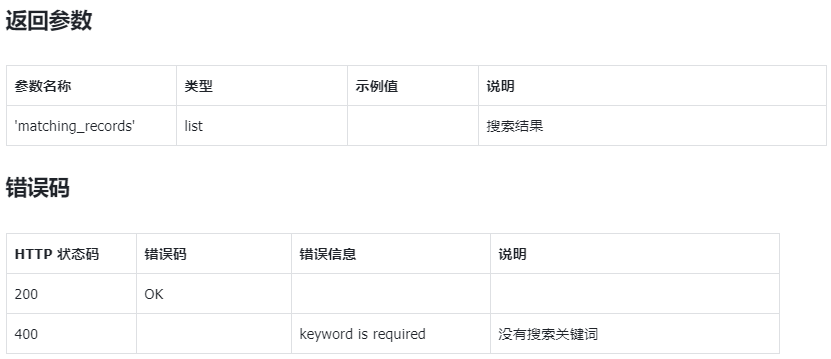 返回参数
参数名称 类型 示例值 说明
'matching_records' list 搜索结果
错误码
HTTP 状态码 错误码 错误信息 说明
200 OK
400 keyword is required 没有搜索关键词